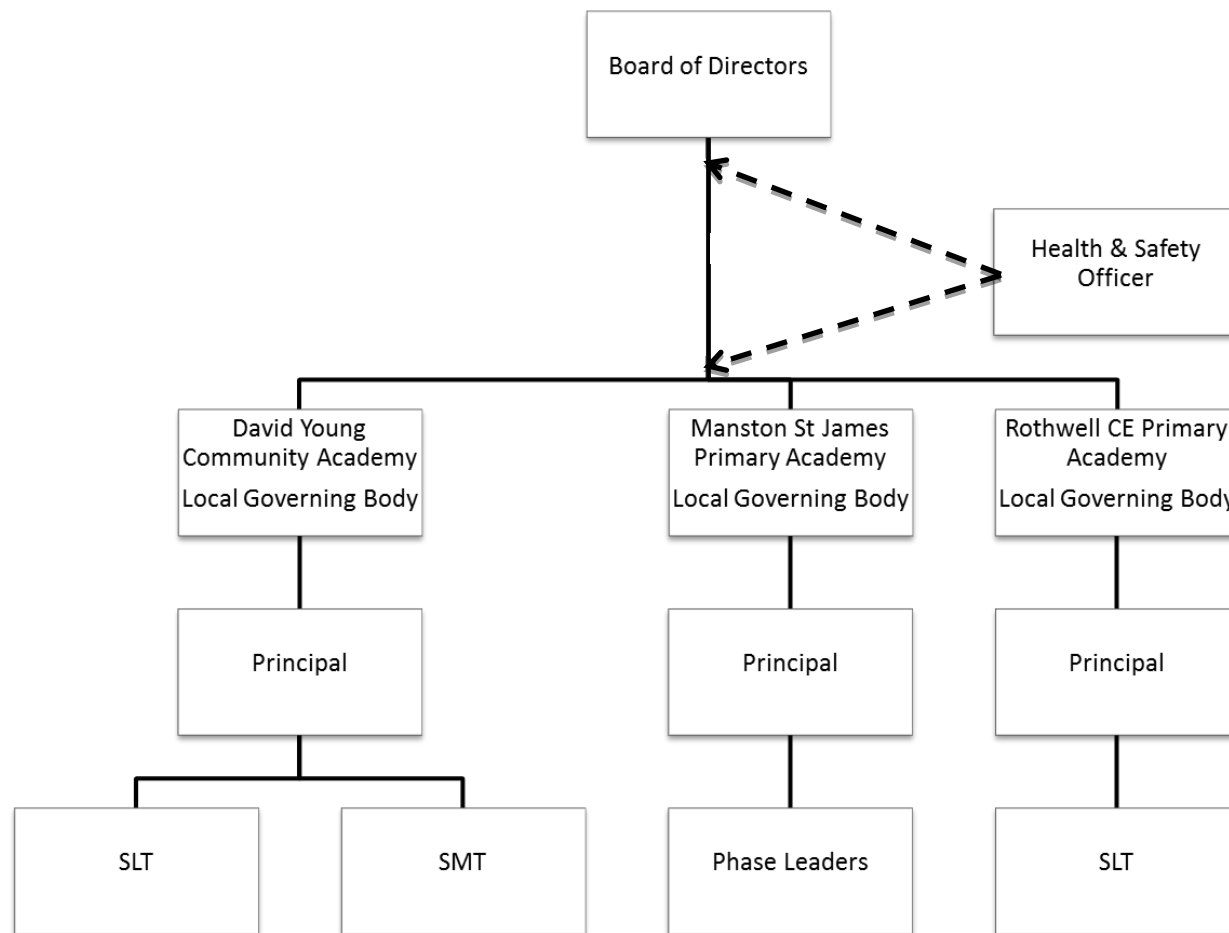 Board of Directors
Health & Safety
Officer
David Young
Community Academy
Local Governing Body
Manston St James
Primary Academy
Local Governing Body
Rothwell CE Primary
Academy
Local Governing Body
Principal
Principal
Principal
SLT
SMT
Phase Leaders
SLT